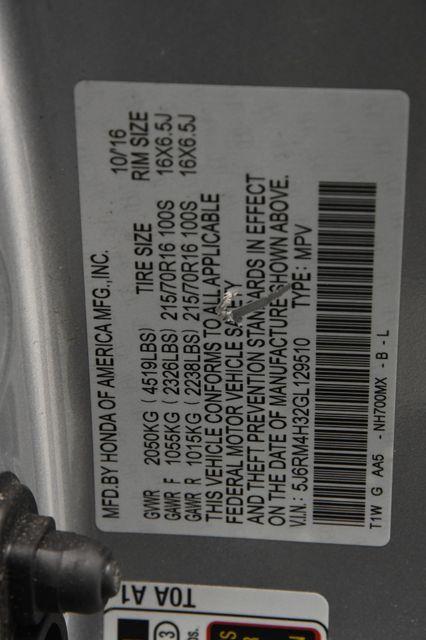 MFD.BY HONDA OF AMERICA MFG.,INC. 10/'16
GVWR 2050KG (4519LBS) TIRE SIZE RIM SIZE
GAWR F 1055KG (2326LBS) 215/70R16 100S 16X6.5J
GAWR R 1015KG (2238LBS) 215/70R16 100S 16X6.5J
THIS VEHICLE CONFORMS TO ALL APPLICABLE
FEDERAL MOTOR VEHICLE SAFETY
AND THEFT PREVENTION STANDARDS IN EFFECT
ON THE DATE OF MANUFACTURE SHOWN ABOVE.
V.I.N.: 5J6RM4H32GL129510 TYPE: MPV
T1W G AA5 -NH700MX -B-L
T0A A1
3